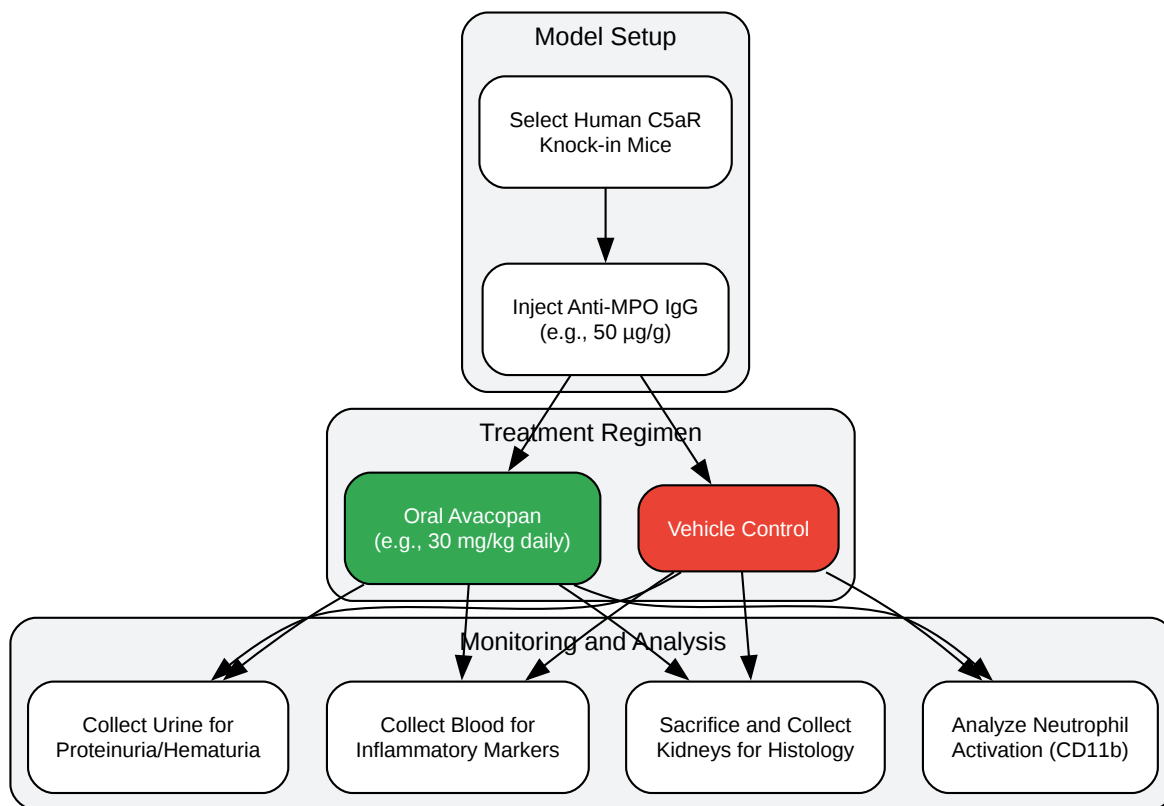 Model Setup
Select Human C5aR
Knock-in Mice
Inject Anti-MPO IgG
(e.g., 50 µg/g)
Treatment Regimen
Oral Avacopan
(e.g., 30 mg/kg daily)
Vehicle Control
Monitoring and Analysis
Collect Urine for
Proteinuria/Hematuria
Collect Blood for
Inflammatory Markers
Sacrifice and Collect
Kidneys for Histology
Analyze Neutrophil
Activation (CD11b)